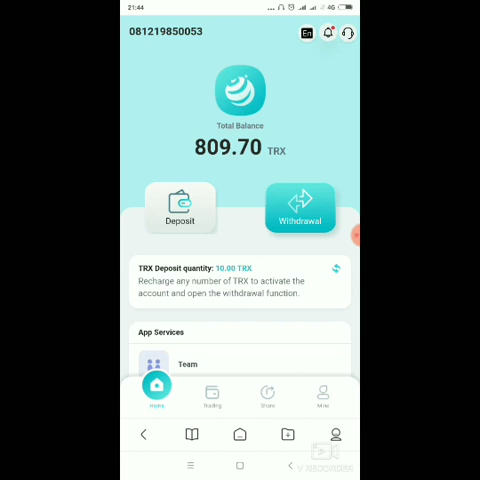 21:44
4G
081219850053
En
Total Balance
809.70 TRX
Deposit
Withdrawal
TRX Deposit quantity: 10.00 TRX
Recharge any number of TRX to activate the
account and open the withdrawal function.
App Services
Team
Home
Trading
Share
Mine
V RECORDER